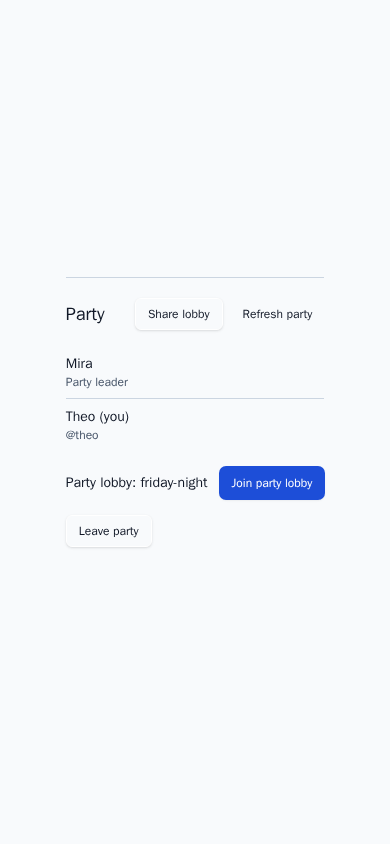 Party
Share lobby
Refresh party
Mira
Party leader
Theo (you)
@theo
Party lobby: friday-night
Join party lobby
Leave party